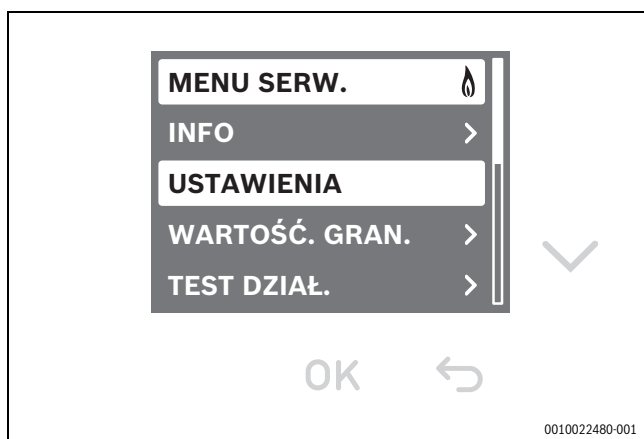 MENU SERW.
INFO
USTAWIENIA
WARTOŚĆ. GRAN.
TEST DZIAŁ.
OK
0010022480-001